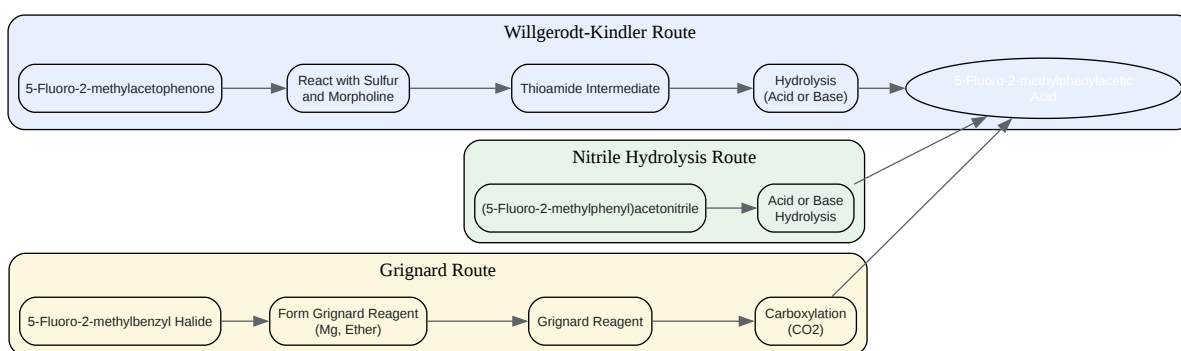 Willgerodt-Kindler Route
5-Fluoro-2-methylacetophenone
React with Sulfur
and Morpholine
Thioamide Intermediate
Hydrolysis
(Acid or Base)
5-Fluoro-2-methylphenylacetic
Acid
Nitrile Hydrolysis Route
(5-Fluoro-2-methylphenyl)acetonitrile
Acid or Base
Hydrolysis
Grignard Route
5-Fluoro-2-methylbenzyl Halide
Form Grignard Reagent
(Mg, Ether)
Grignard Reagent
Carboxylation
(CO2)